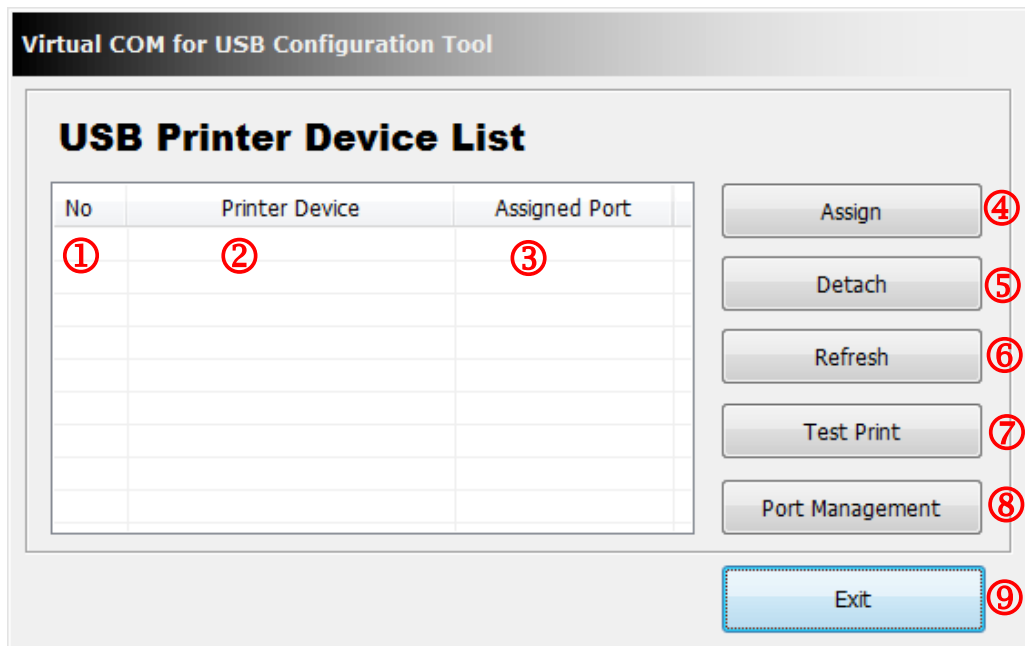 Virtual COM for USB Configuration Tool
USB Printer Device List
No Printer Device Assigned Port
① ② ③
Assign ④
Detach ⑤
Refresh ⑥
Test Print ⑦
Port Management ⑧
Exit ⑨